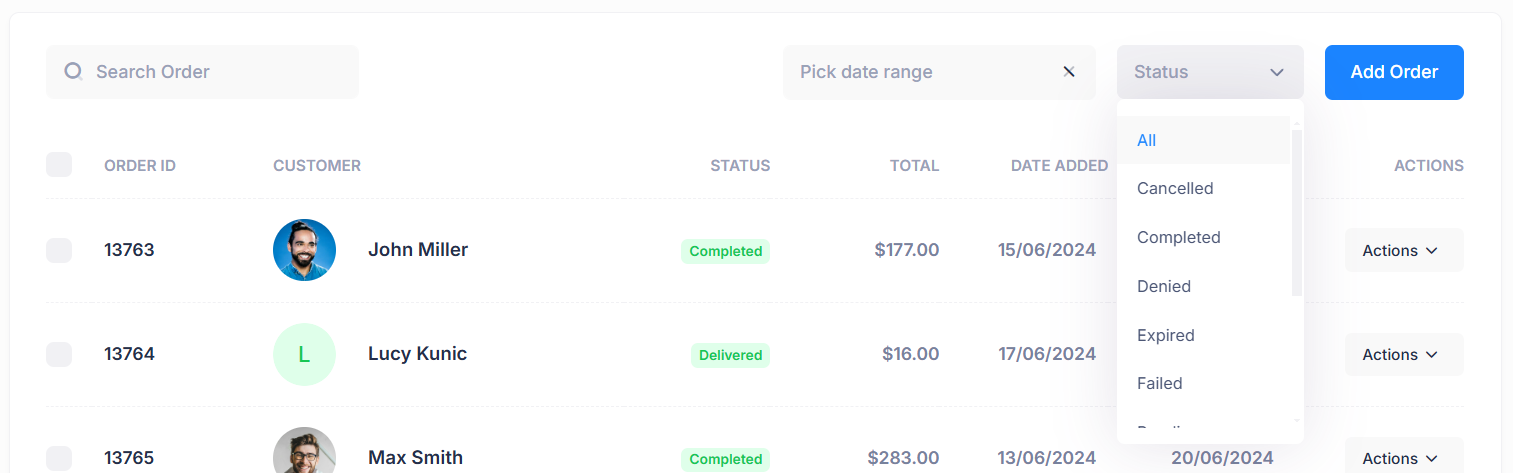 Search Order
Pick date range
Status
Add Order
All
Cancelled
Completed
Denied
Expired
Failed
ORDER ID CUSTOMER STATUS TOTAL DATE ADDED ACTIONS
13763 John Miller Completed $177.00 15/06/2024 Actions
13764 L Lucy Kunic Delivered $16.00 17/06/2024 Actions
13765 Max Smith Completed $283.00 13/06/2024 20/06/2024 Actions